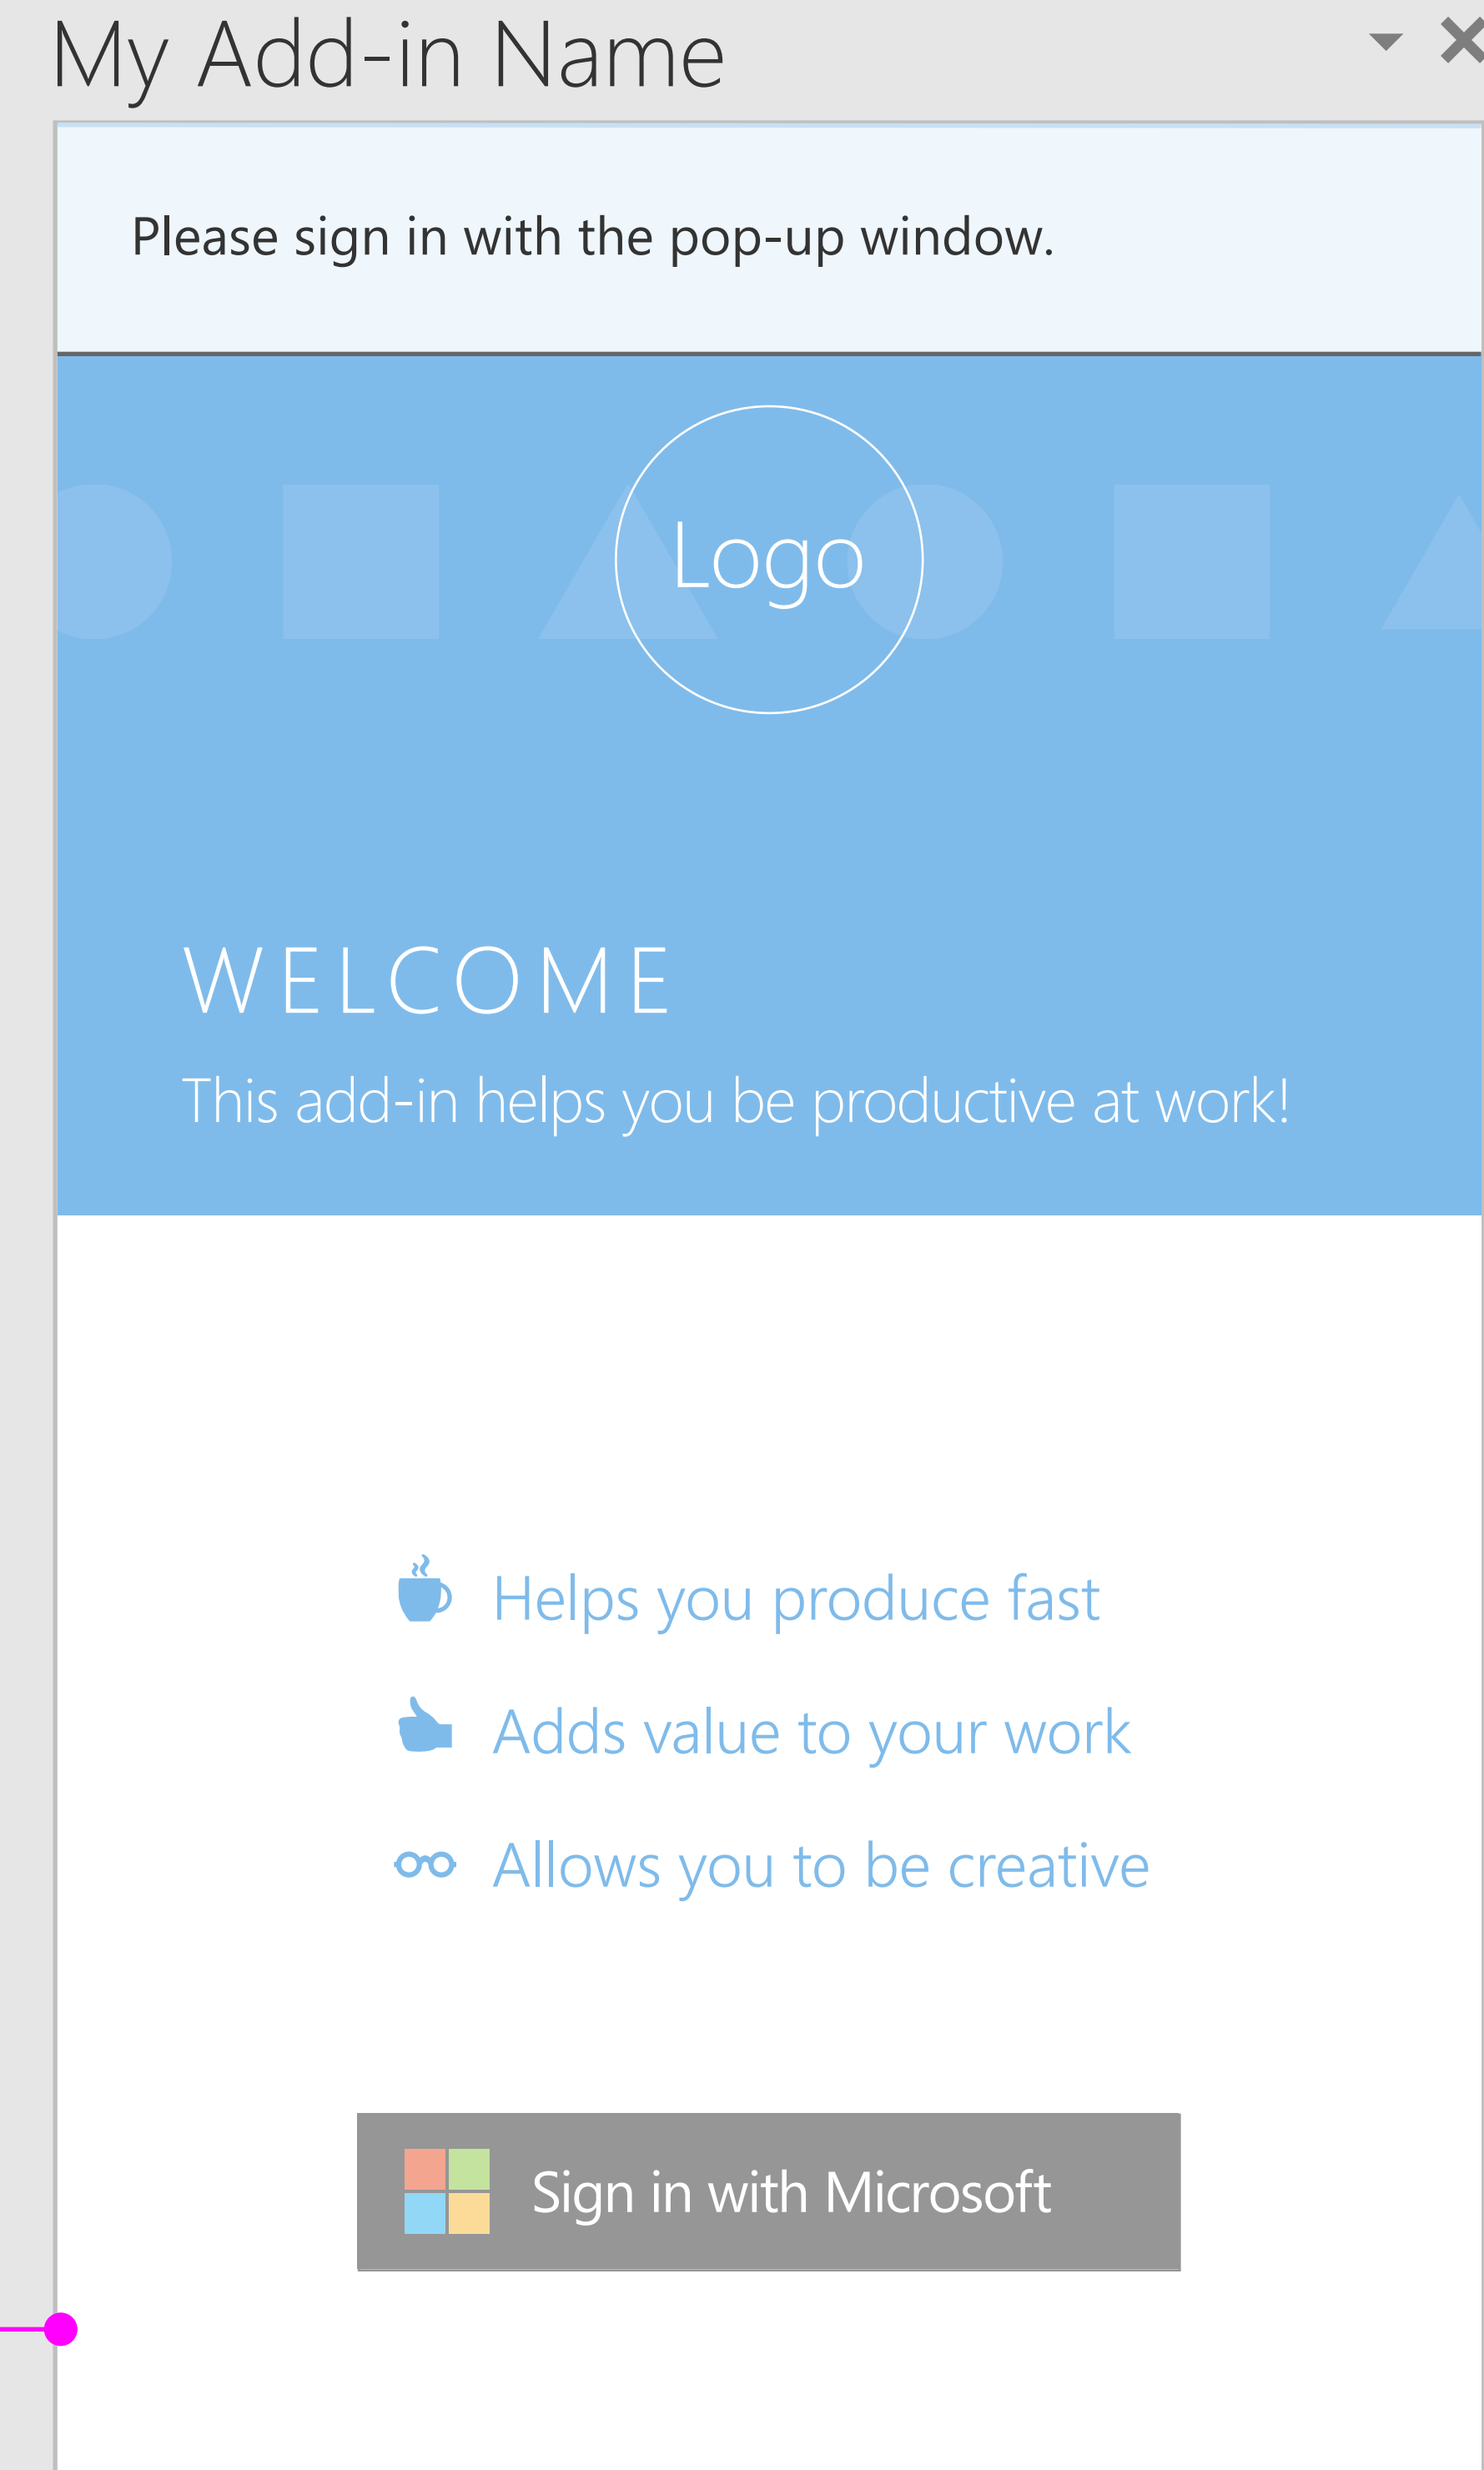 My Add-in Name
Please sign in with the pop-up window.
Logo
WELCOME
This add-in helps you be productive at work!
Helps you produce fast
Adds value to your work
Allows you to be creative
Sign in with Microsoft